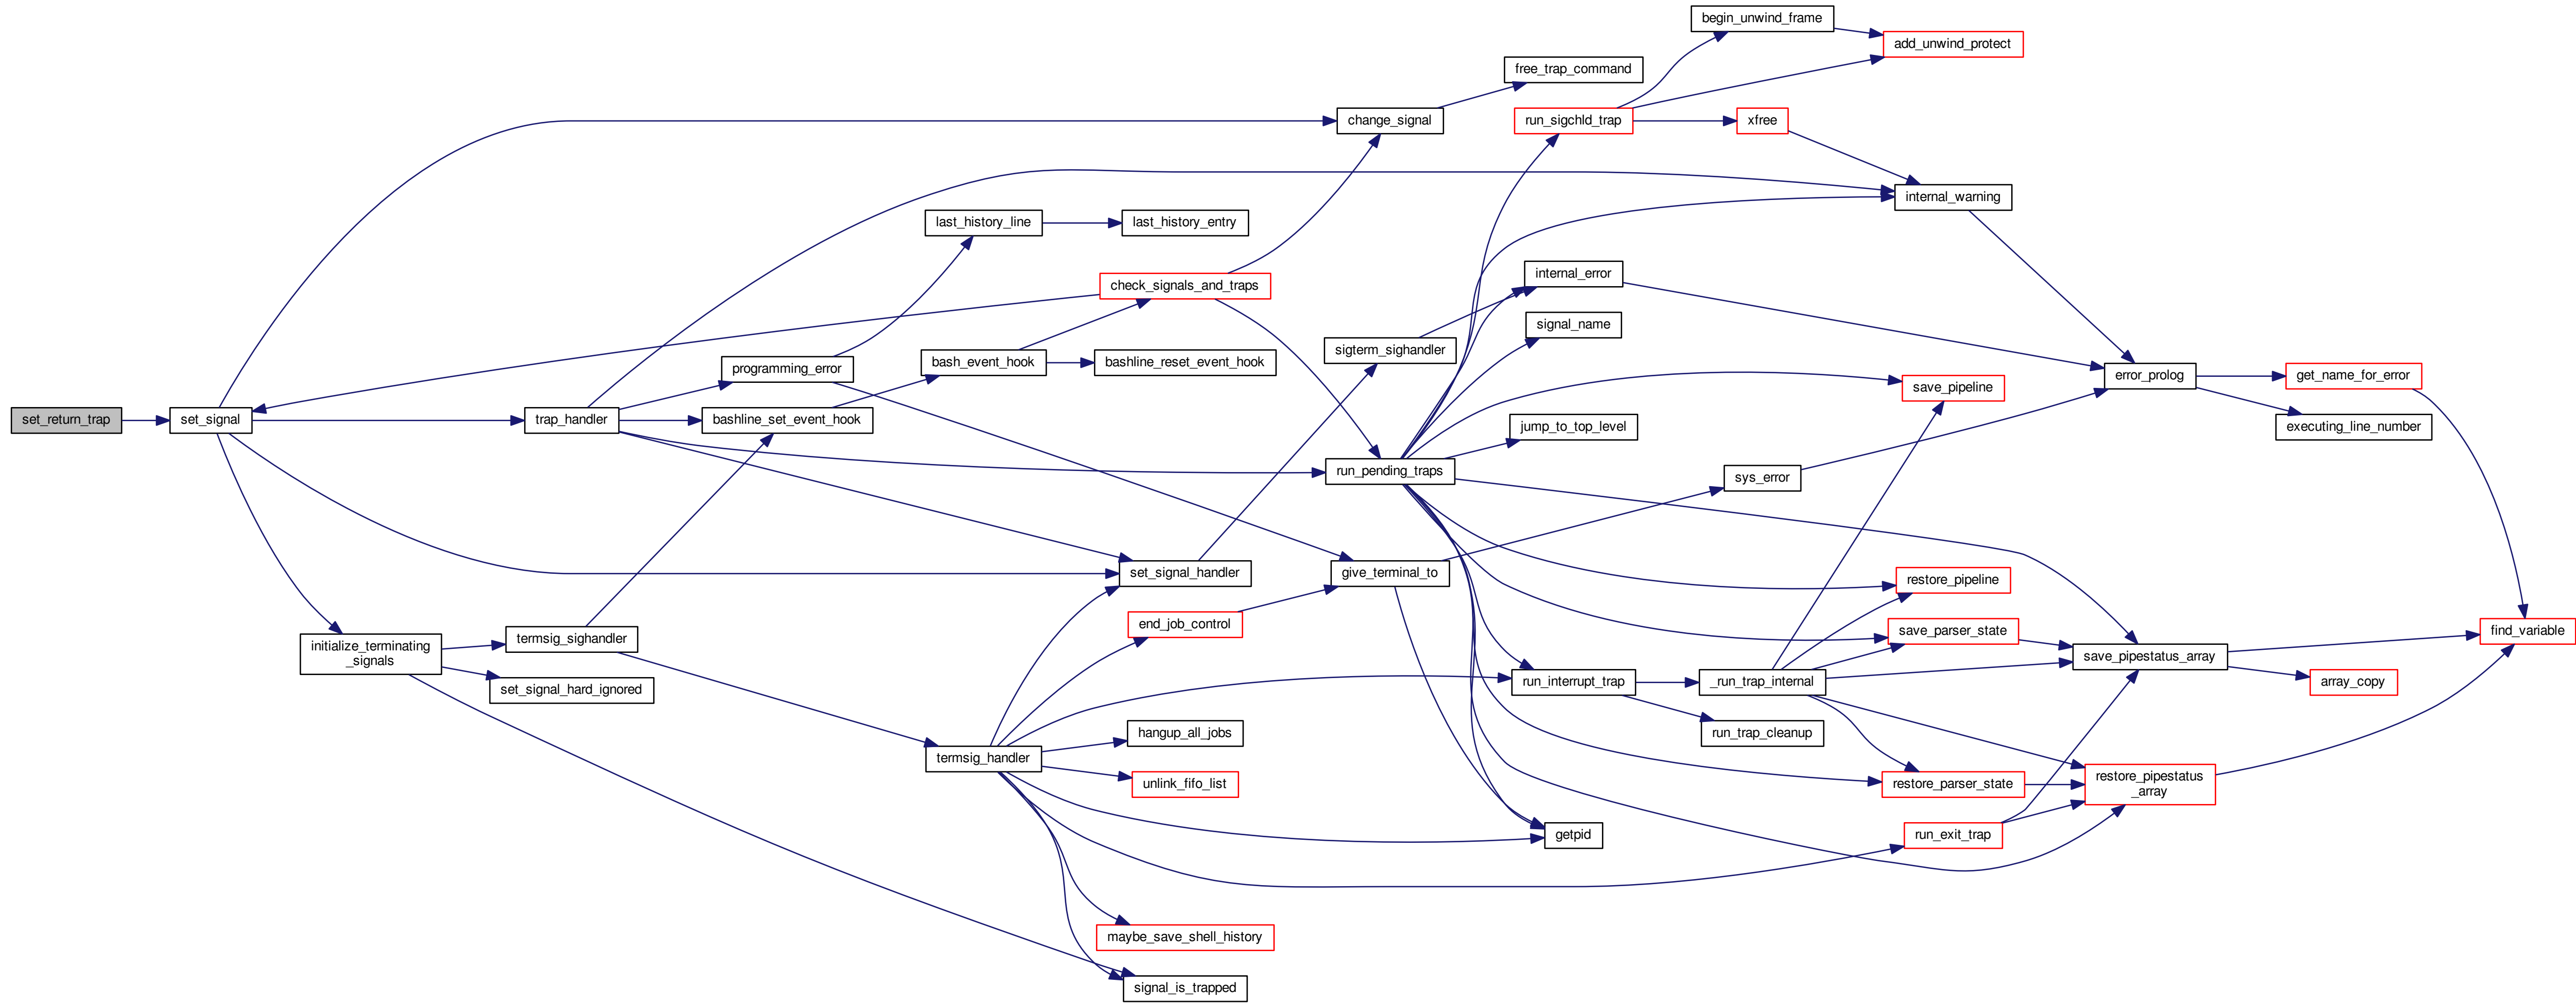 begin_unwind_frame
add_unwind_protect
free_trap_command
change_signal
run_sigchld_trap
xfree
internal_warning
last_history_line
last_history_entry
check_signals_and_traps
internal_error
signal_name
sigterm_sighandler
programming_error
bash_event_hook
bashline_reset_event_hook
error_prolog
get_name_for_error
save_pipeline
set_return_trap
set_signal
trap_handler
bashline_set_event_hook
jump_to_top_level
executing_line_number
run_pending_traps
sys_error
set_signal_handler
give_terminal_to
restore_pipeline
end_job_control
save_parser_state
find_variable
initialize_terminating
_signals
termsig_sighandler
set_signal_hard_ignored
save_pipestatus_array
run_interrupt_trap
_run_trap_internal
array_copy
hangup_all_jobs
run_trap_cleanup
termsig_handler
unlink_fifo_list
restore_parser_state
restore_pipestatus
_array
getpid
run_exit_trap
maybe_save_shell_history
signal_is_trapped